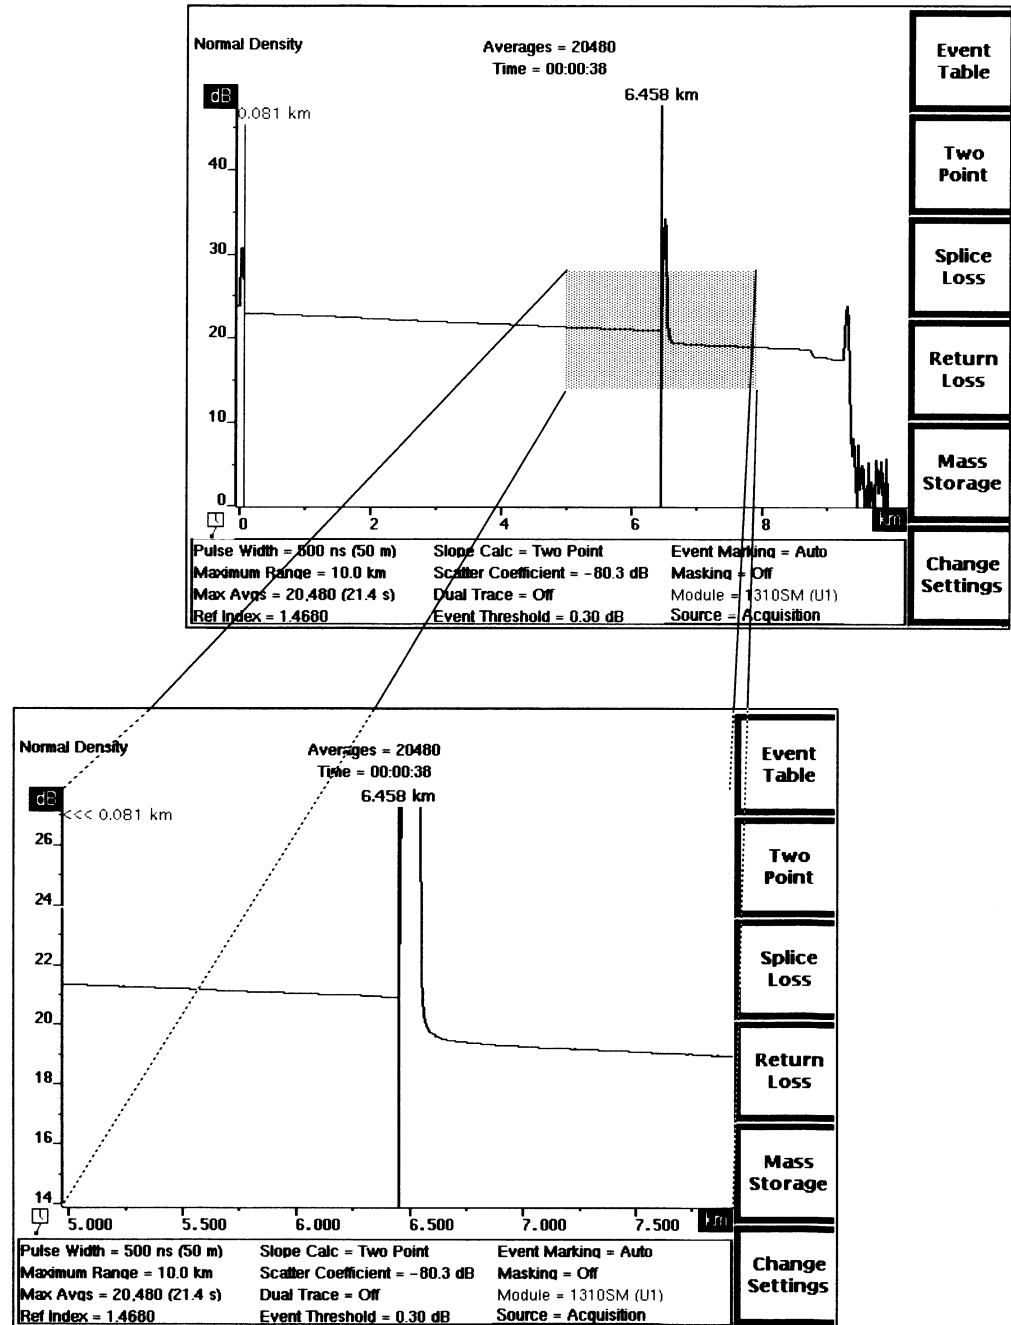 Normal Density
Averages = 20480
Time = 00:00:38
dB
0.081 km
6.458 km
40
30
20
10
0
0 2 4 6 8 km
Pulse Width = 500 ns (50 m) Slope Calc = Two Point Event Marking = Auto
Maximum Range = 10.0 km Scatter Coefficient = -80.3 dB Masking = Off
Max Avgs = 20,480 (21.4 s) Dual Trace = Off Module = 1310SM (U1)
Ref Index = 1.4680 Event Threshold = 0.30 dB Source = Acquisition
Event
Table
Two
Point
Splice
Loss
Return
Loss
Mass
Storage
Change
Settings
Normal Density
Averages = 20480
Time = 00:00:38
dB
<<< 0.081 km
6.458 km
26
24
22
20
18
16
14
5.000 5.500 6.000 6.500 7.000 7.500 km
Pulse Width = 500 ns (50 m) Slope Calc = Two Point Event Marking = Auto
Maximum Range = 10.0 km Scatter Coefficient = -80.3 dB Masking = Off
Max Avgs = 20,480 (21.4 s) Dual Trace = Off Module = 1310SM (U1)
Ref Index = 1.4680 Event Threshold = 0.30 dB Source = Acquisition
Event
Table
Two
Point
Splice
Loss
Return
Loss
Mass
Storage
Change
Settings